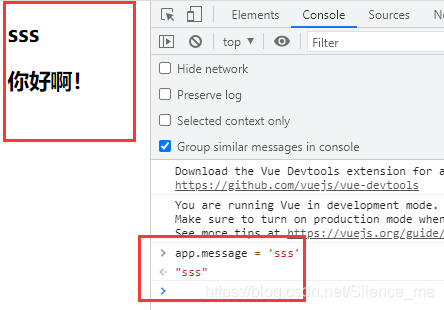 sss
你好啊！
Elements Console Sources Network
top Filter
Hide network
Preserve log
Selected context only
Group similar messages in console
Download the Vue Devtools extension for a
https://github.com/vuejs/vue-devtools
You are running Vue in development mode.
Make sure to turn on production mode when
See more tips at https://vuejs.org/guide/
app.message = 'sss'
"sss"
https://blog.csdn.net/Slience_me